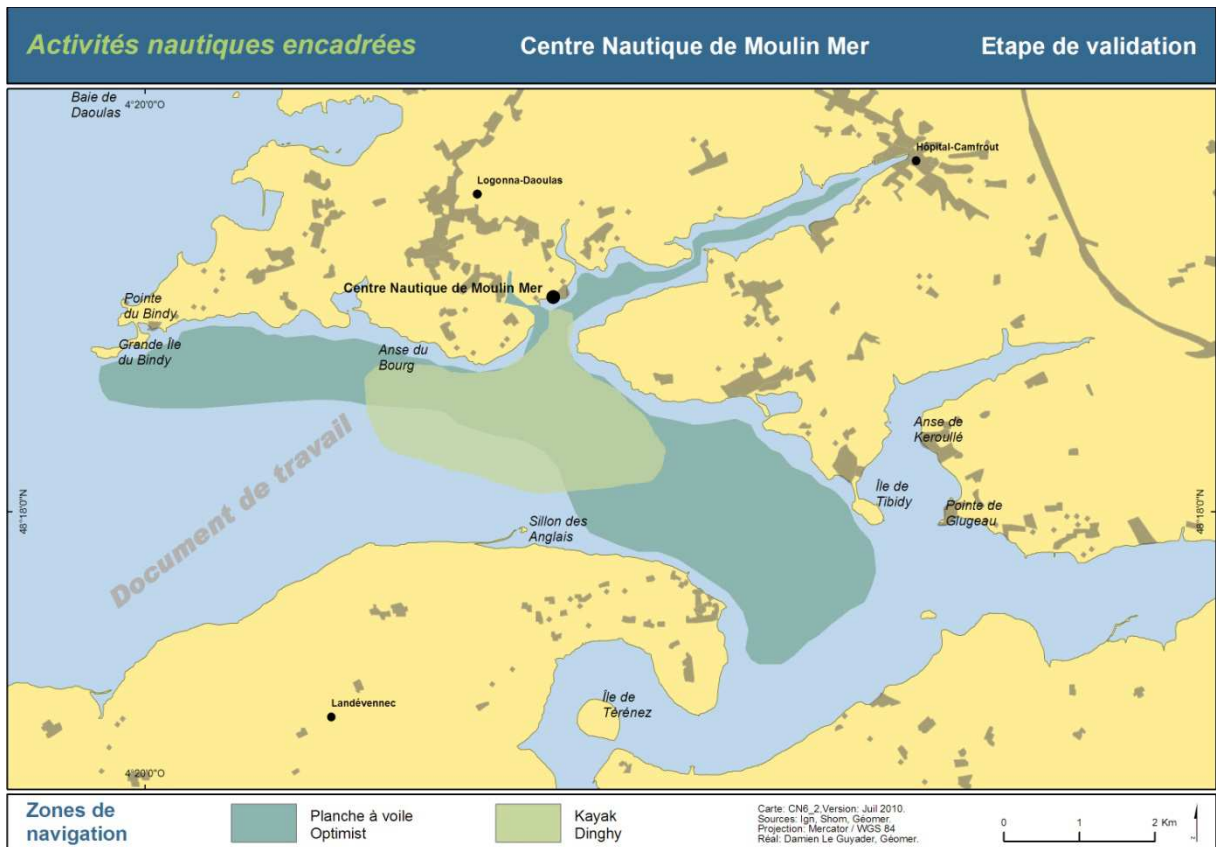 Activités nautiques encadrées
Centre Nautique de Moulin Mer
Etape de validation
Baie de
Daoulas
4°20'0"O
Hôpital-Camfrout
Logonna-Daoulas
Centre Nautique de Moulin Mer
Pointe
du Bindy
Grande Île
du Bindy
Anse du
Bourg
Anse de
Keroullé
Île de
Tibidy
Pointe de
Glugeau
48°18'0"N
48°18'0"N
Sillon des
Anglais
Document de travail
Île de
Térénez
Landévennec
4°20'0"O
Zones de
navigation
Planche à voile
Optimist
Kayak
Dinghy
Carte: CN6_2,Version: Juil 2010.
Sources: Ign, Shom, Géomer.
Projection: Mercator / WGS 84
Réal: Damien Le Guyader, Géomer.
0 1 2 Km
N